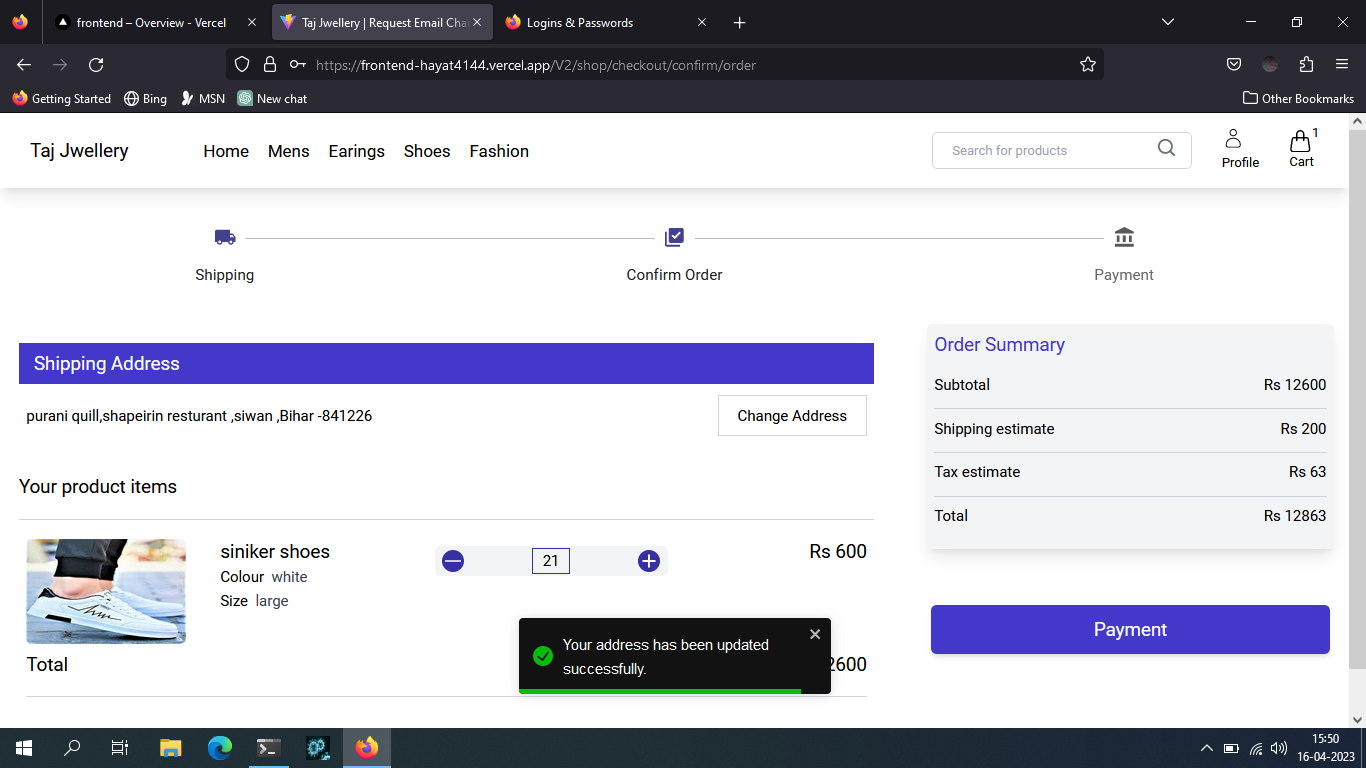 frontend – Overview - Vercel
Taj Jwellery | Request Email Cha
Logins & Passwords
https://frontend-hayat4144.vercel.app/V2/shop/checkout/confirm/order
Getting Started
Bing
MSN
New chat
Other Bookmarks
Taj Jwellery
Home
Mens
Earings
Shoes
Fashion
Search for products
Profile
1
Cart
Shipping
Confirm Order
Payment
Shipping Address
purani quill,shapeirin resturant ,siwan ,Bihar -841226
Change Address
Your product items
siniker shoes
Colour white
Size large
21
Rs 600
Total
2600
Your address has been updated
successfully.
Order Summary
Subtotal Rs 12600
Shipping estimate Rs 200
Tax estimate Rs 63
Total Rs 12863
Payment
15:50
16-04-2023